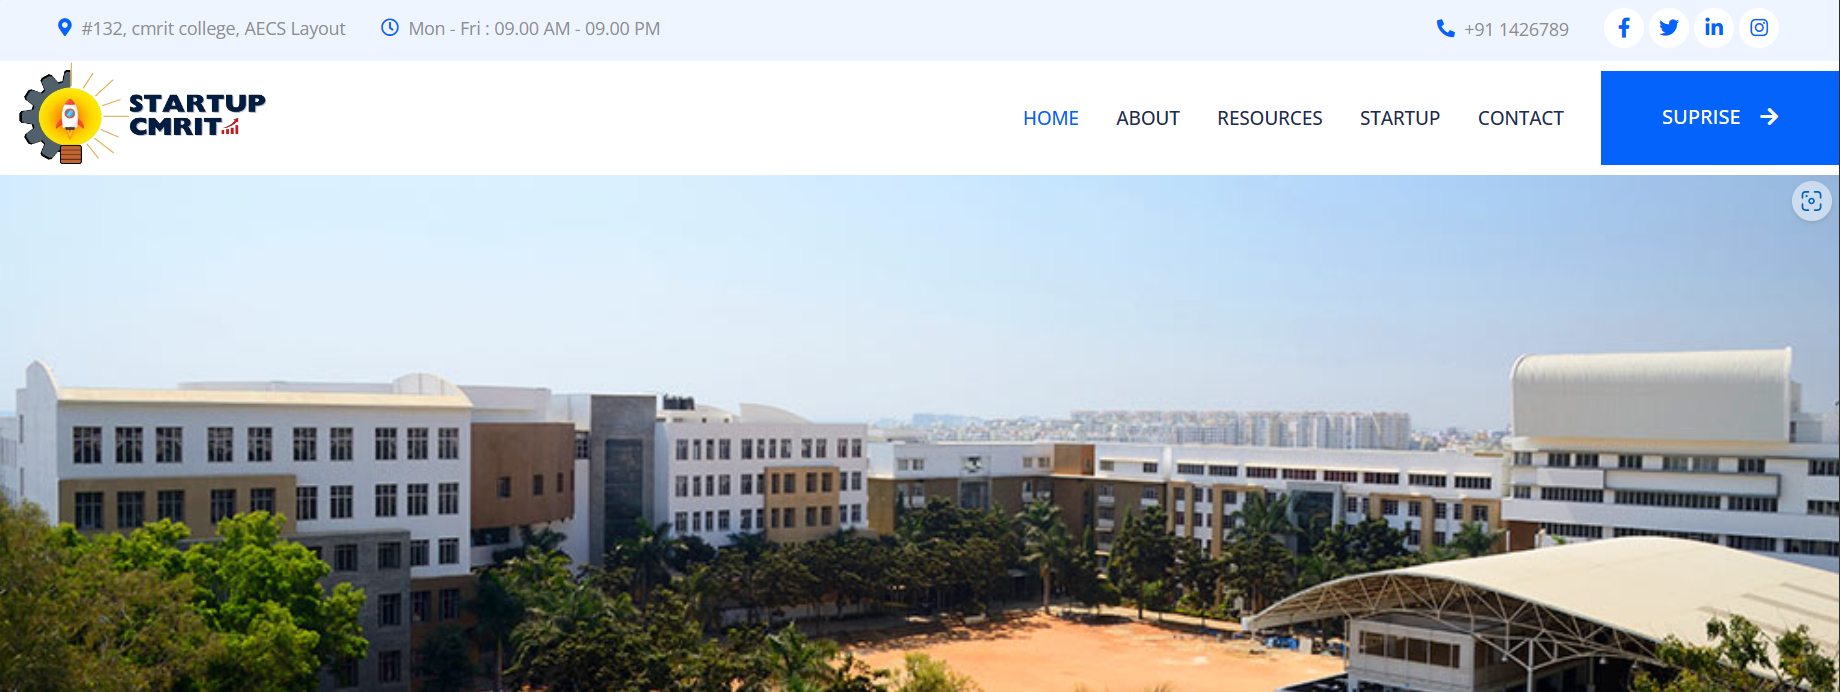 #132, cmrit college, AECS Layout
Mon - Fri : 09.00 AM - 09.00 PM
+91 1426789
STARTUP
CMRIT
HOME
ABOUT
RESOURCES
STARTUP
CONTACT
SUPRISE